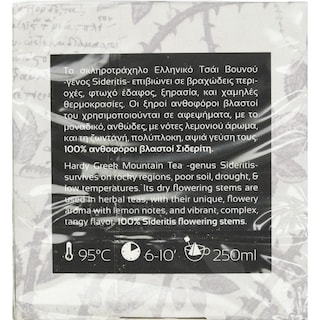 Το σκληροτράχηλο Ελληνικό Τσάι Βουνού
-γένος Sideritis- επιβιώνει σε βραχώδεις περι-
οχές, φτωχό έδαφος, ξηρασία, και χαμηλές
θερμοκρασίες. Οι ξηροί ανθοφόροι βλαστοί
του χρησιμοποιούνται σε αφεψήματα, με το
μοναδικό, ανθώδες, με νότες λεμονιού άρωμα,
και τη ζωντανή, πολύπλοκη, αψιά γεύση τους.
100% ανθοφόροι βλαστοί Σιδερίτη.
Hardy Greek Mountain Tea -genus Sideritis-
survives on rocky regions, poor soil, drought, &
low temperatures. Its dry flowering stems are
used in herbal teas, with their unique, flowery
aroma with lemon notes, and vibrant, complex,
tangy flavor. 100% Sideritis flowering stems.
95°C 6-10' 250ml